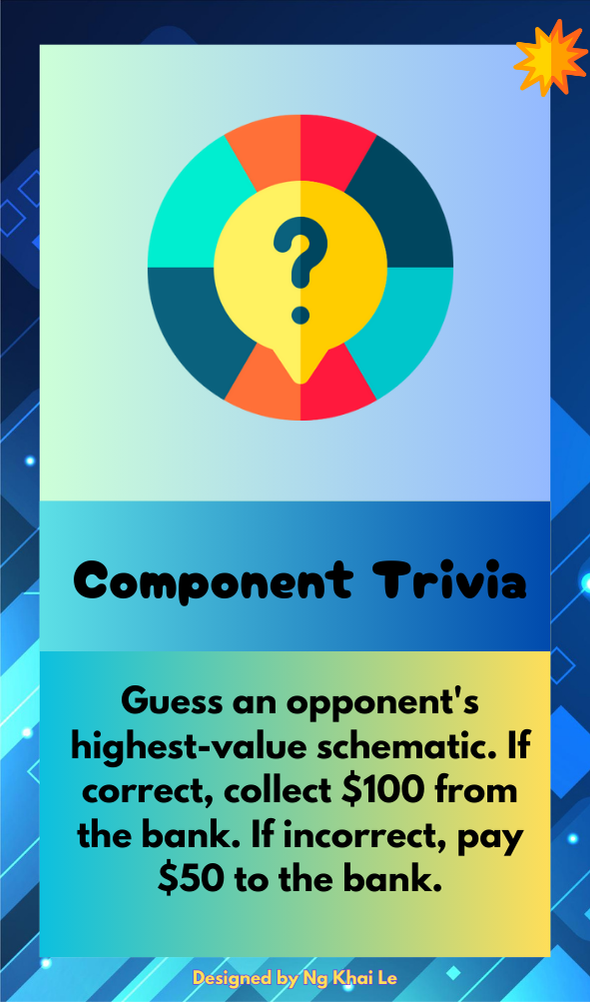 ?
Component Trivia
Guess an opponent's
highest-value schematic. If
correct, collect $100 from
the bank. If incorrect, pay
$50 to the bank.
Designed by Ng Khai Le